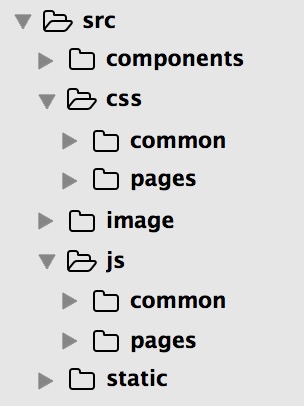 src
components
css
common
pages
image
js
common
pages
static